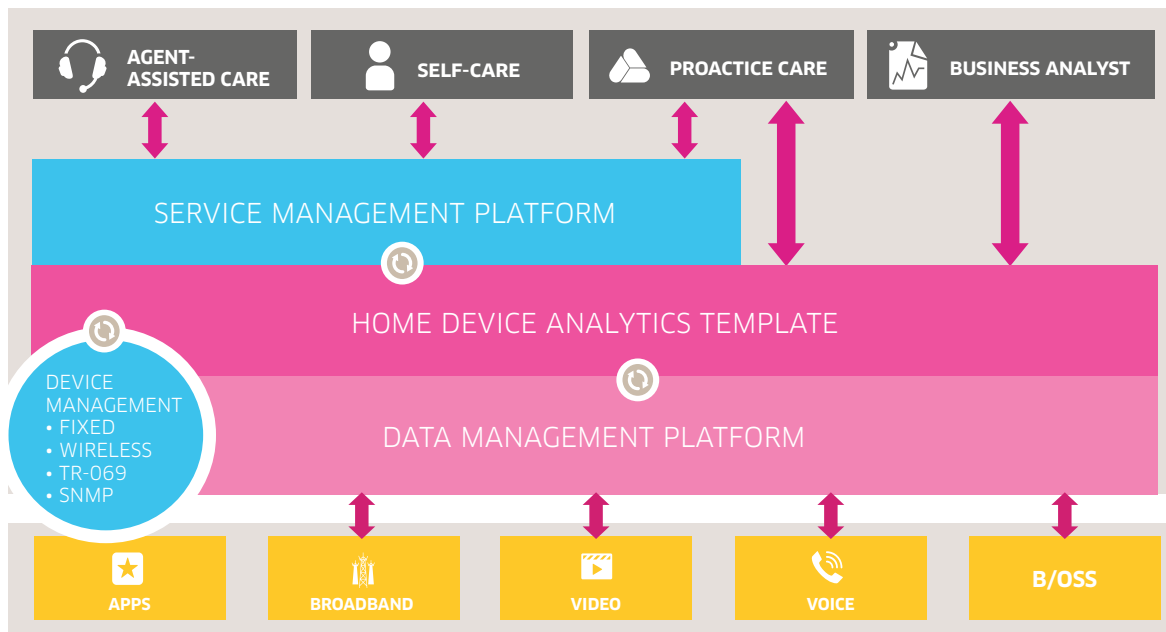 AGENT-
ASSISTED CARE
SELF-CARE
PROACTICE CARE
BUSINESS ANALYST
SERVICE MANAGEMENT PLATFORM
HOME DEVICE ANALYTICS TEMPLATE
DEVICE
MANAGEMENT
• FIXED
• WIRELESS
• TR-069
• SNMP
DATA MANAGEMENT PLATFORM
APPS
BROADBAND
VIDEO
VOICE
B/OSS